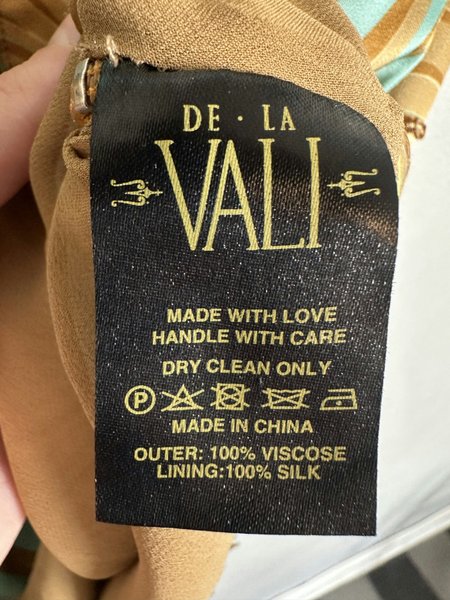 DE · LA
VALI
MADE WITH LOVE
HANDLE WITH CARE
DRY CLEAN ONLY
P
MADE IN CHINA
OUTER: 100% VISCOSE
LINING:100% SILK